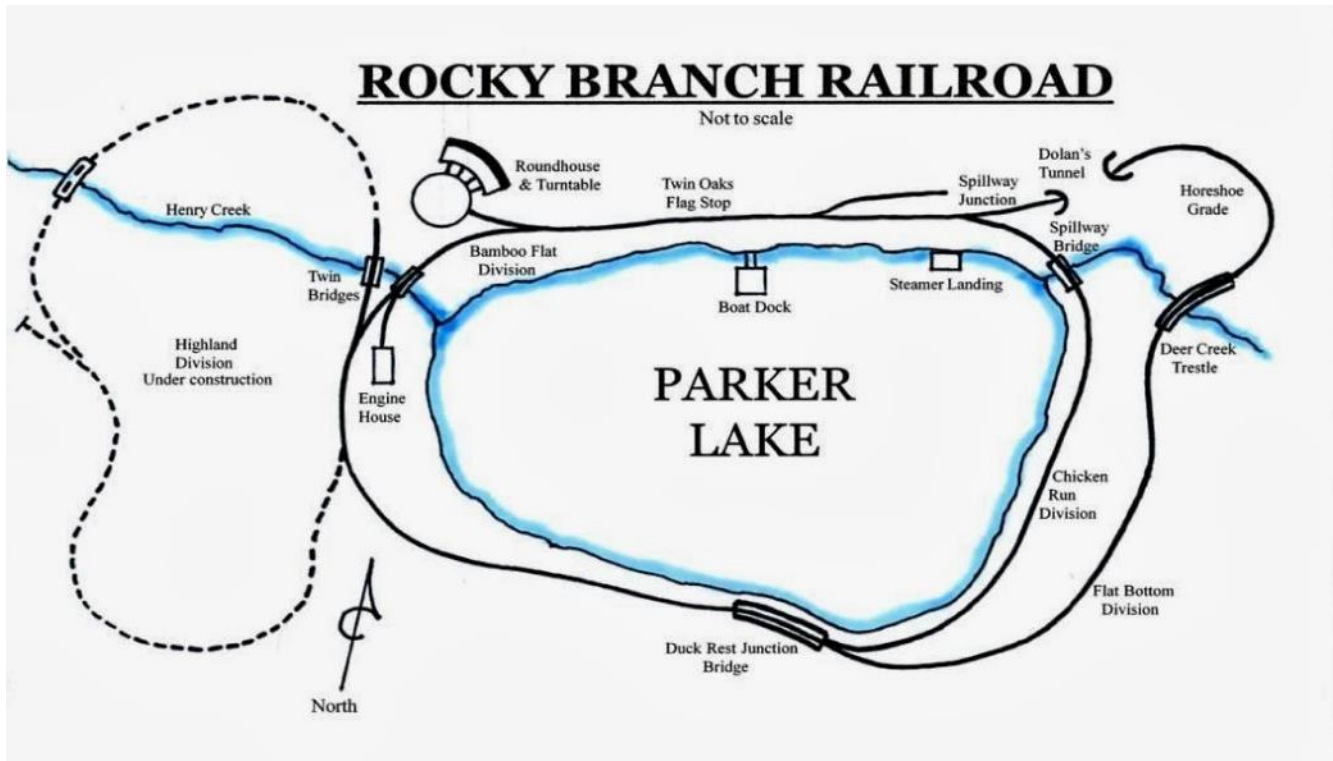 ROCKY BRANCH RAILROAD
Not to scale
Roundhouse
& Turntable
Twin Oaks
Flag Stop
Spillway
Junction
Dolan's
Tunnel
Horeshoe
Grade
Henry Creek
Bamboo Flat
Division
Spillway
Bridge
Twin
Bridges
Boat Dock
Steamer Landing
Highland
Division
Under construction
Engine
House
Deer Creek
Trestle
PARKER
LAKE
Chicken
Run
Division
Flat Bottom
Division
Duck Rest Junction
Bridge
North